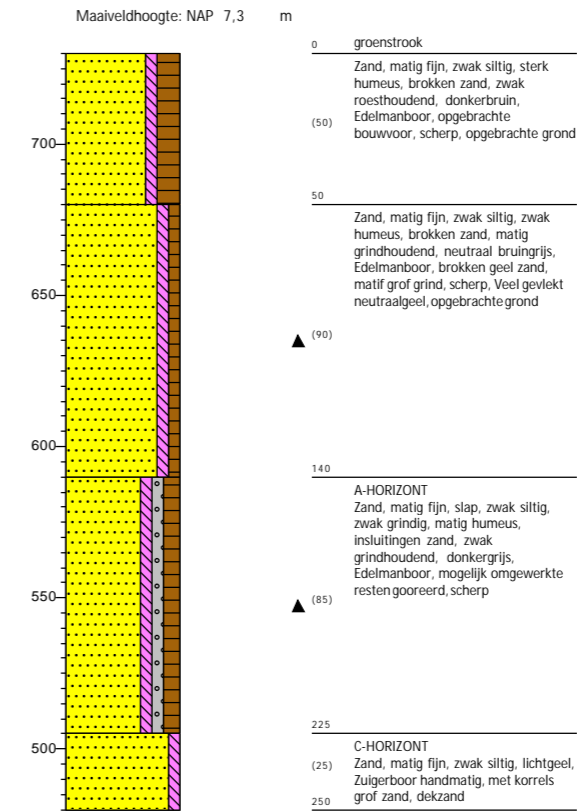 Maaiveldhoogte: NAP 7,3 m
0 groenstrook
Zand, matig fijn, zwak siltig, sterk
humeus, brokken zand, zwak
roesthoudend, donkerbruin,
(50) Edelmanboor, opgebrachte
bouwvoor, scherp, opgebrachte grond
700
50
Zand, matig fijn, zwak siltig, zwak
humeus, brokken zand, matig
grindhoudend, neutraal bruingrijs,
Edelmanboor, brokken geel zand,
matif grof grind, scherp, Veel gevlekt
neutraalgeel, opgebrachte grond
650
(90)
600
140
A-HORIZONT
Zand, matig fijn, slap, zwak siltig,
zwak grindig, matig humeus,
insluitingen zand, zwak
grindhoudend, donkergrijs,
Edelmanboor, mogelijk omgewerkte
resten gooreerd, scherp
550
(85)
225
500
C-HORIZONT
(25) Zand, matig fijn, zwak siltig, lichtgeel,
Zuigerboor handmatig, met korrels
grof zand, dekzand
250